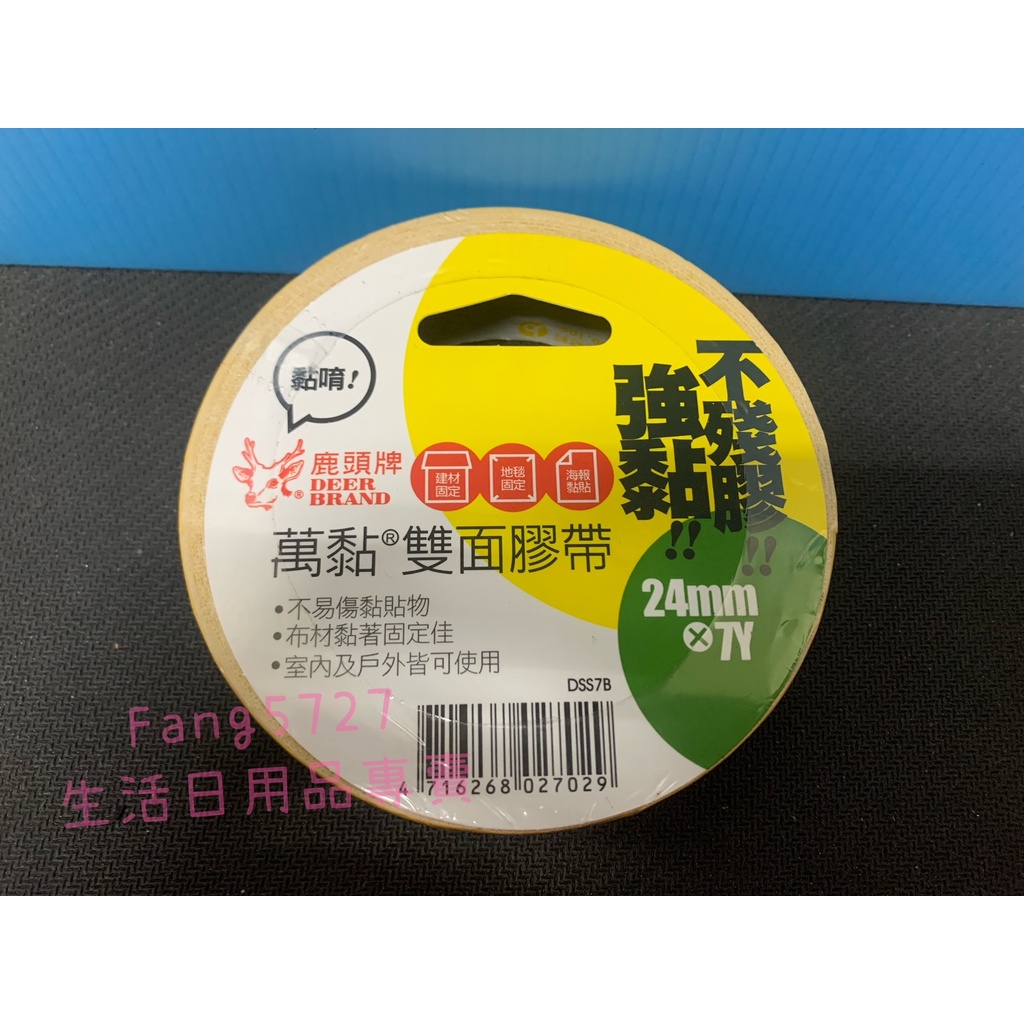 黏唷!
鹿頭牌
DEER
BRAND
®
建材
固定
地毯
固定
海報
黏貼
強黏!!
不殘膠!!
萬黏®雙面膠帶
24mm
×7Y
•不易傷黏貼物
•布材黏著固定佳
•室內及戶外皆可使用
DSS7B
4 716268 027029
Fang5727
生活日用品專賣